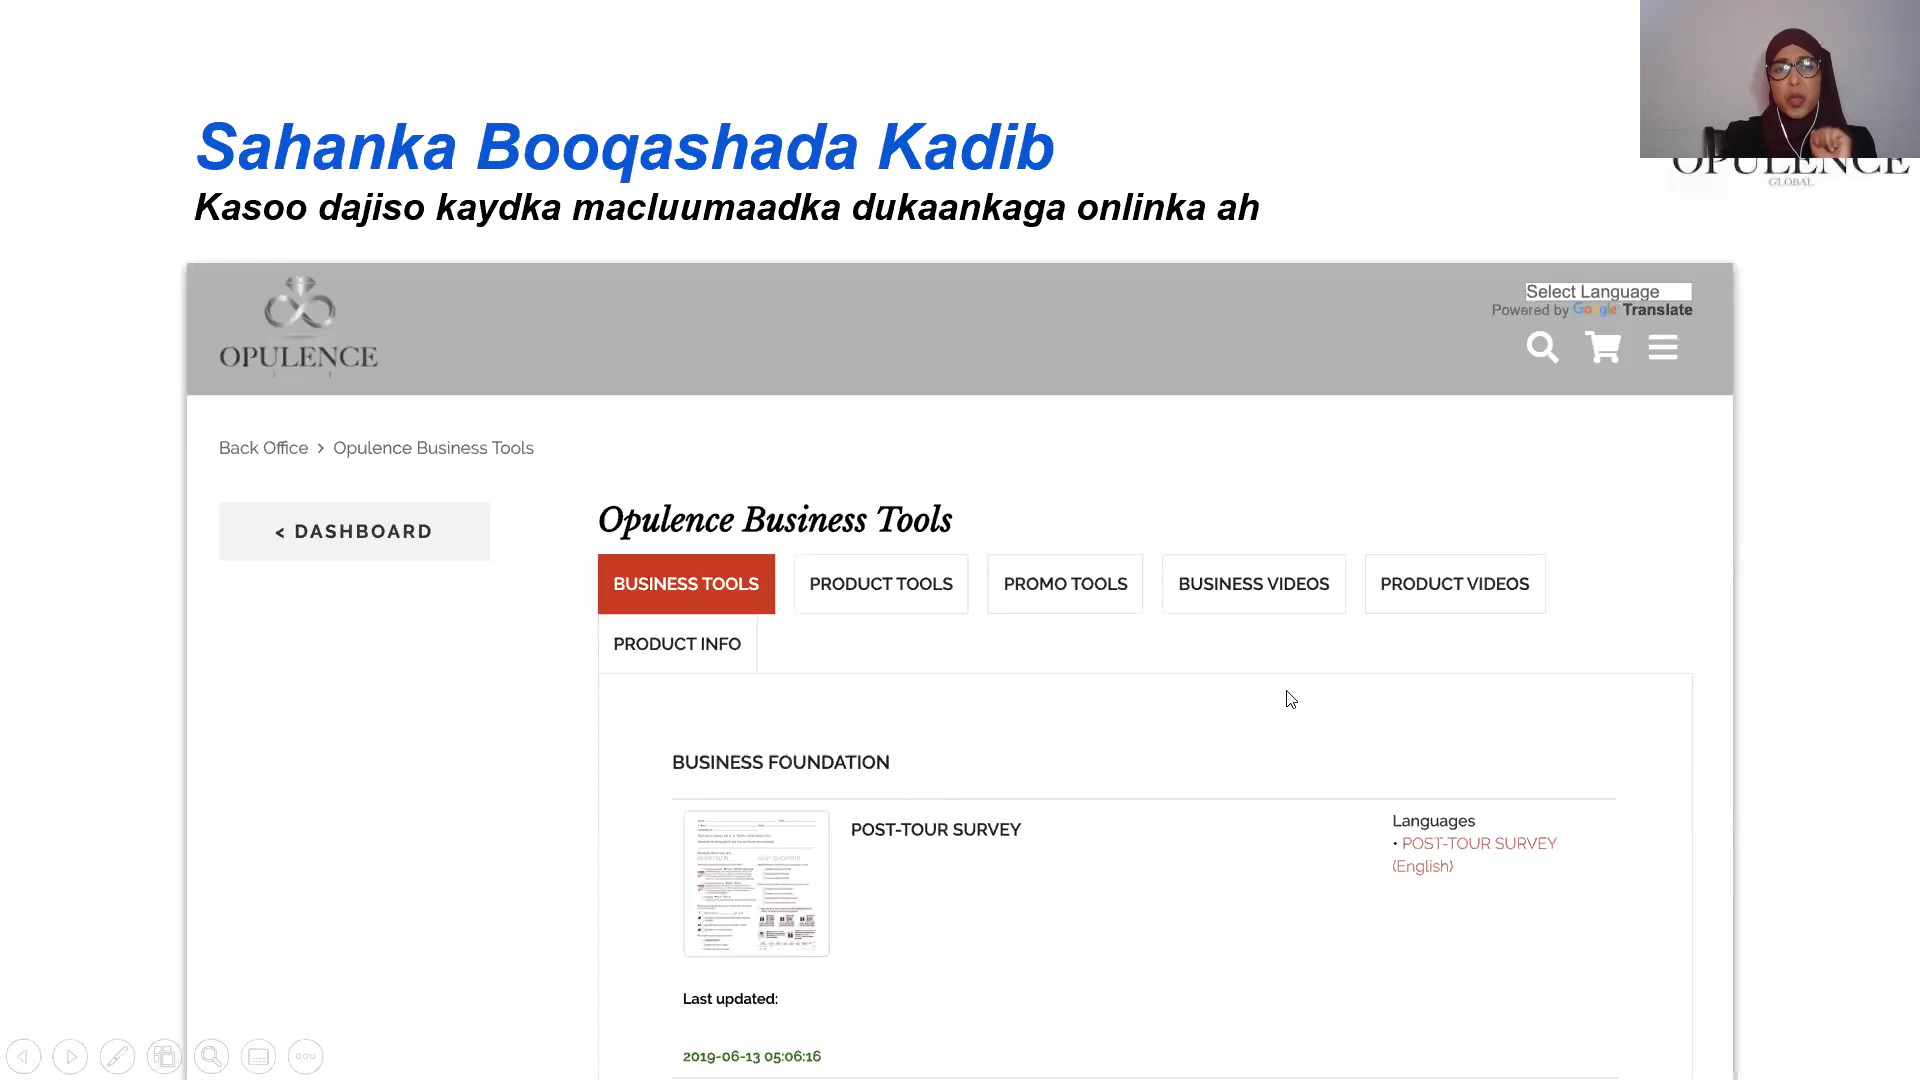 Sahanka Booqashada Kadib
Kasoo dajiso kaydka macluumaadka dukaankaga onlinka ah
OPULENCE
GLOBAL
OPULENCE
Select Language
Powered by Google Translate
Back Office > Opulence Business Tools
< DASHBOARD
Opulence Business Tools
BUSINESS TOOLS
PRODUCT TOOLS
PROMO TOOLS
BUSINESS VIDEOS
PRODUCT VIDEOS
PRODUCT INFO
BUSINESS FOUNDATION
POST-TOUR SURVEY
Languages
• POST-TOUR SURVEY
(English)
Last updated:
2019-06-13 05:06:16